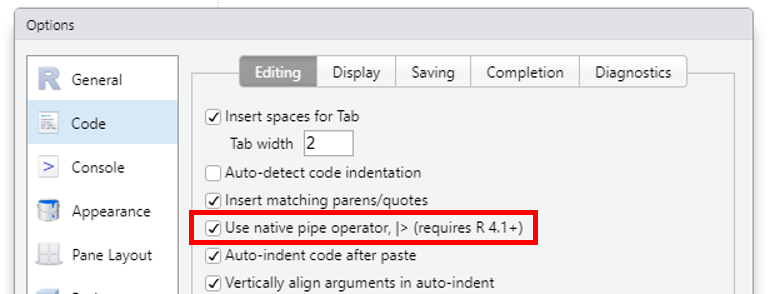 Options
General
Code
Console
Appearance
Pane Layout
Editing Display Saving Completion Diagnostics
Insert spaces for Tab
Tab width 2
Auto-detect code indentation
Insert matching parens/quotes
Use native pipe operator, |> (requires R 4.1+)
Auto-indent code after paste
Vertically align arguments in auto-indent